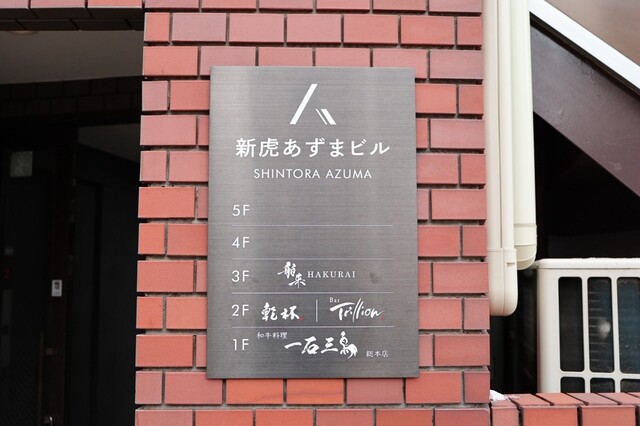 新虎あずまビル
SHINTORA AZUMA
5F
4F
3F 舶来 HAKURAI
2F 乾杯 Bar Trillion
1F 和牛料理 一石三鳥 総本店